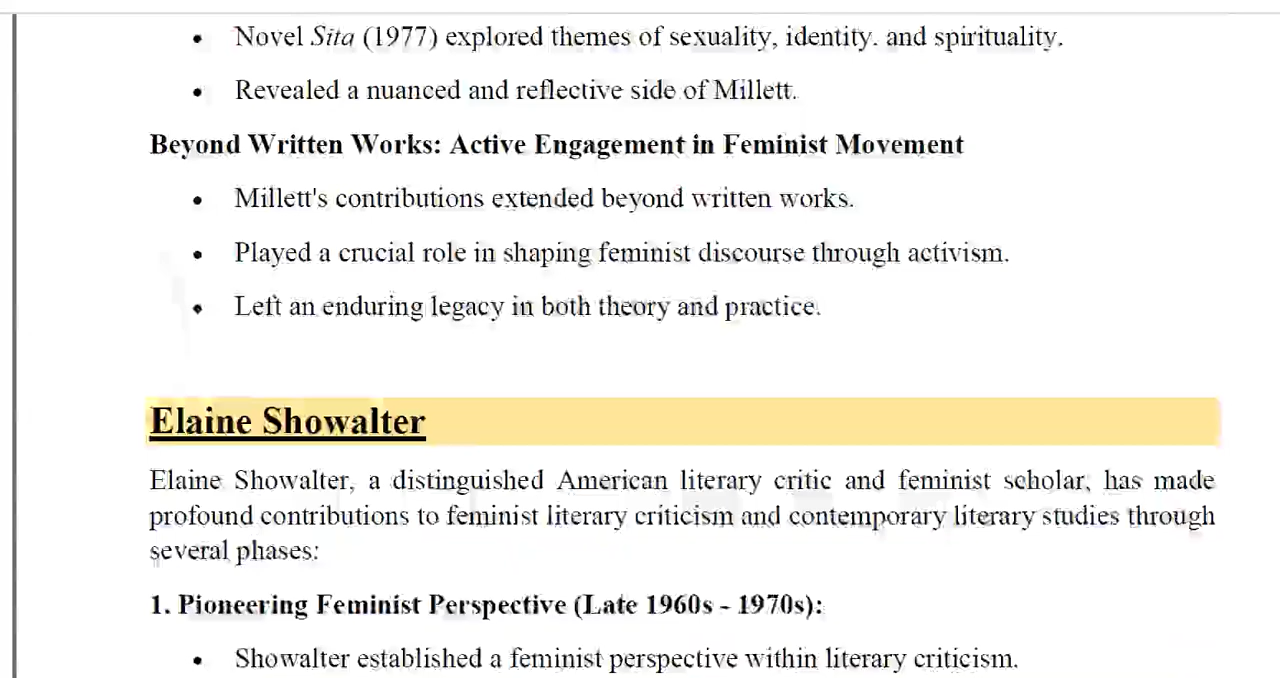 • Novel Sita (1977) explored themes of sexuality, identity. and spirituality.
• Revealed a nuanced and reflective side of Millett.
Beyond Written Works: Active Engagement in Feminist Movement
• Millett's contributions extended beyond written works.
• Played a crucial role in shaping feminist discourse through activism.
• Left an enduring legacy in both theory and practice.
Elaine Showalter
Elaine Showalter, a distinguished American literary critic and feminist scholar, has made
profound contributions to feminist literary criticism and contemporary literary studies through
several phases:
1. Pioneering Feminist Perspective (Late 1960s - 1970s):
• Showalter established a feminist perspective within literary criticism.